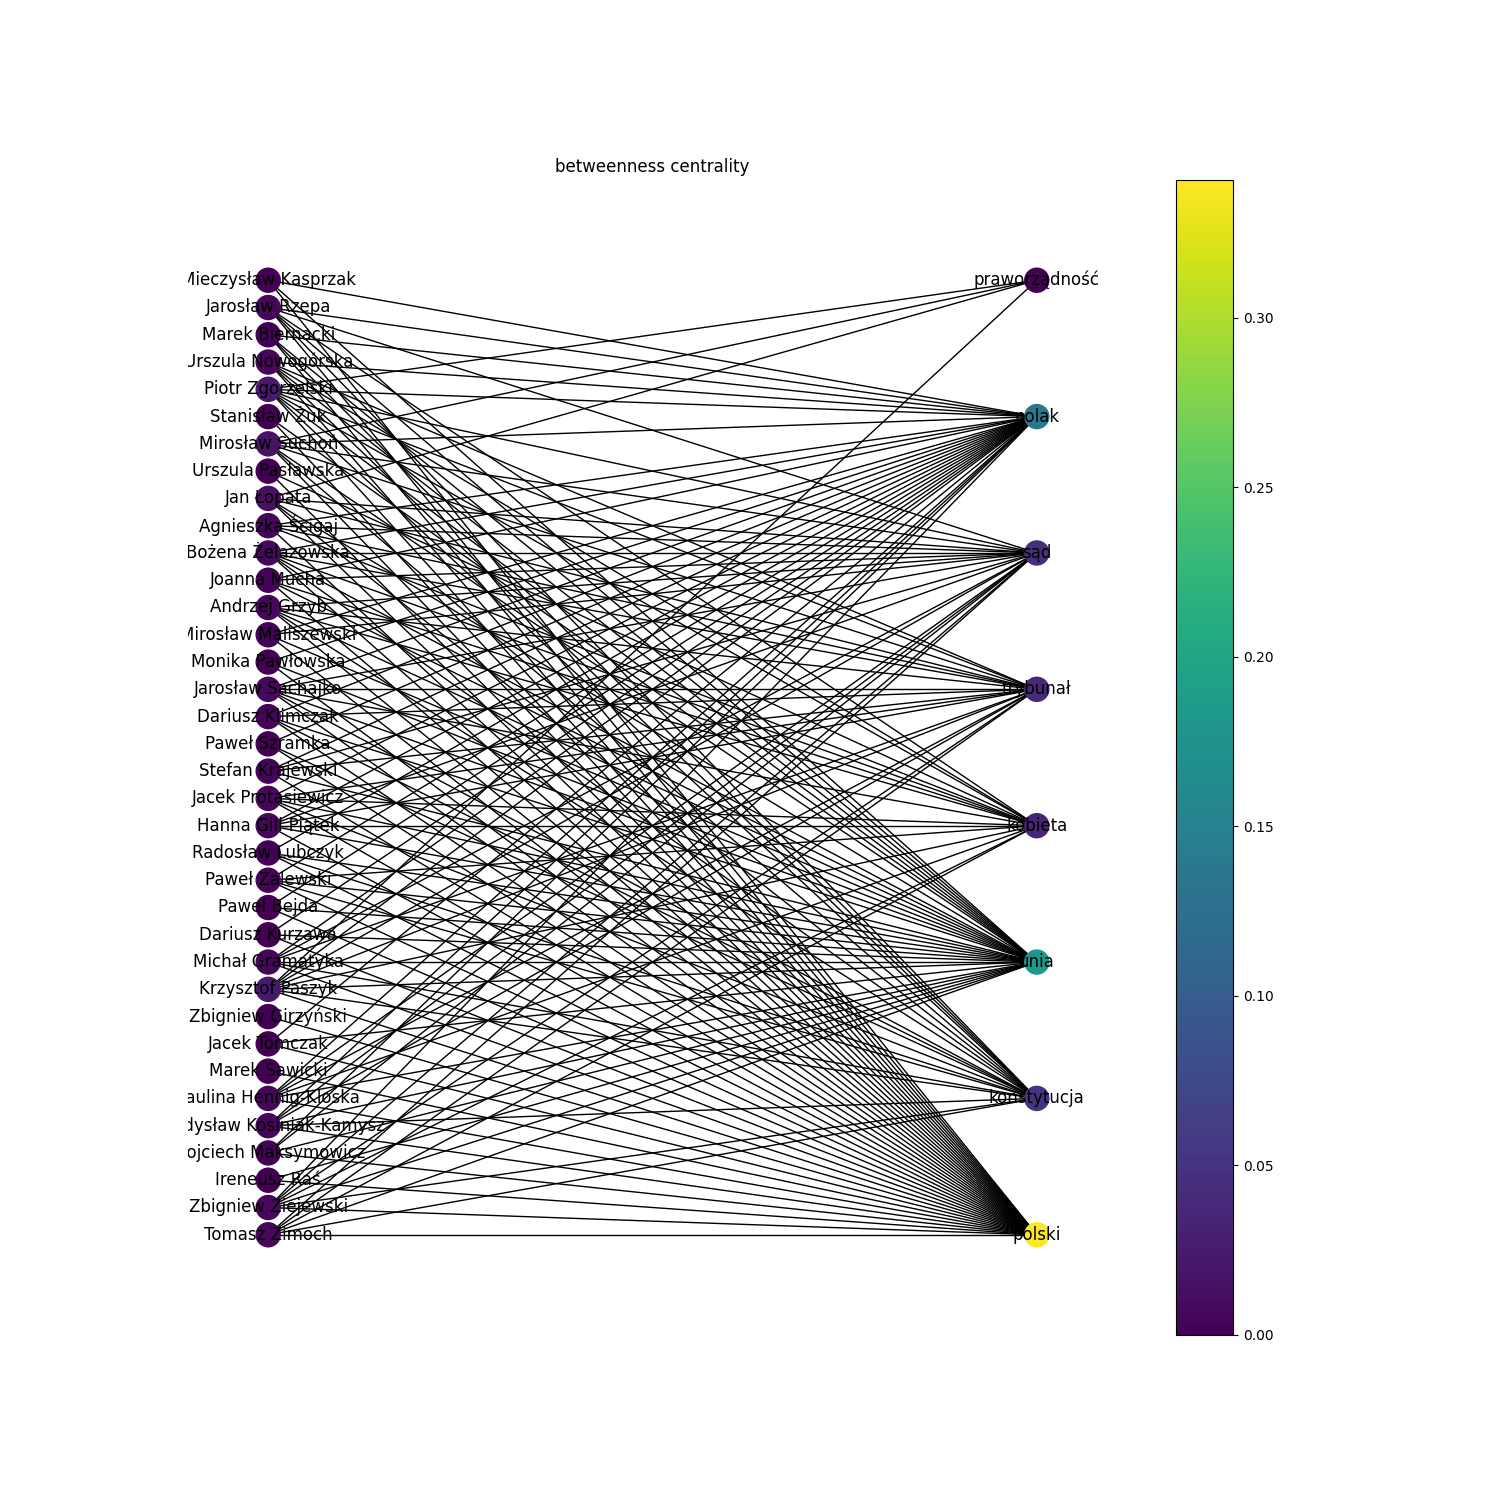 betweenness centrality
Mieczysław Kasprzak
Jarosław Rzepa
Marek Biernacki
Urszula Nowogórska
Piotr Zgorzelski
Stanisław Żuk
Mirosław Suchoń
Urszula Pasławska
Jan Łopata
Agnieszka Ścigaj
Bożena Żelazowska
Joanna Mucha
Andrzej Grzyb
Mirosław Maliszewski
Monika Pawłowska
Jarosław Sachajko
Dariusz Klimczak
Paweł Szramka
Stefan Krajewski
Jacek Protasiewicz
Hanna Gill-Piątek
Radosław Lubczyk
Paweł Zalewski
Paweł Bejda
Dariusz Kurzawa
Michał Gramatyka
Krzysztof Paszyk
Zbigniew Girzyński
Jacek Tomczak
Marek Sawicki
aulina Hennig-Kloska
dysław Kosiniak-Kamysz
ojciech Maksymowicz
Ireneusz Raś
Zbigniew Ziejewski
Tomasz Zimoch
praworządność
polak
sąd
trybunał
kobieta
unia
konstytucja
polski
0.30
0.25
0.20
0.15
0.10
0.05
0.00